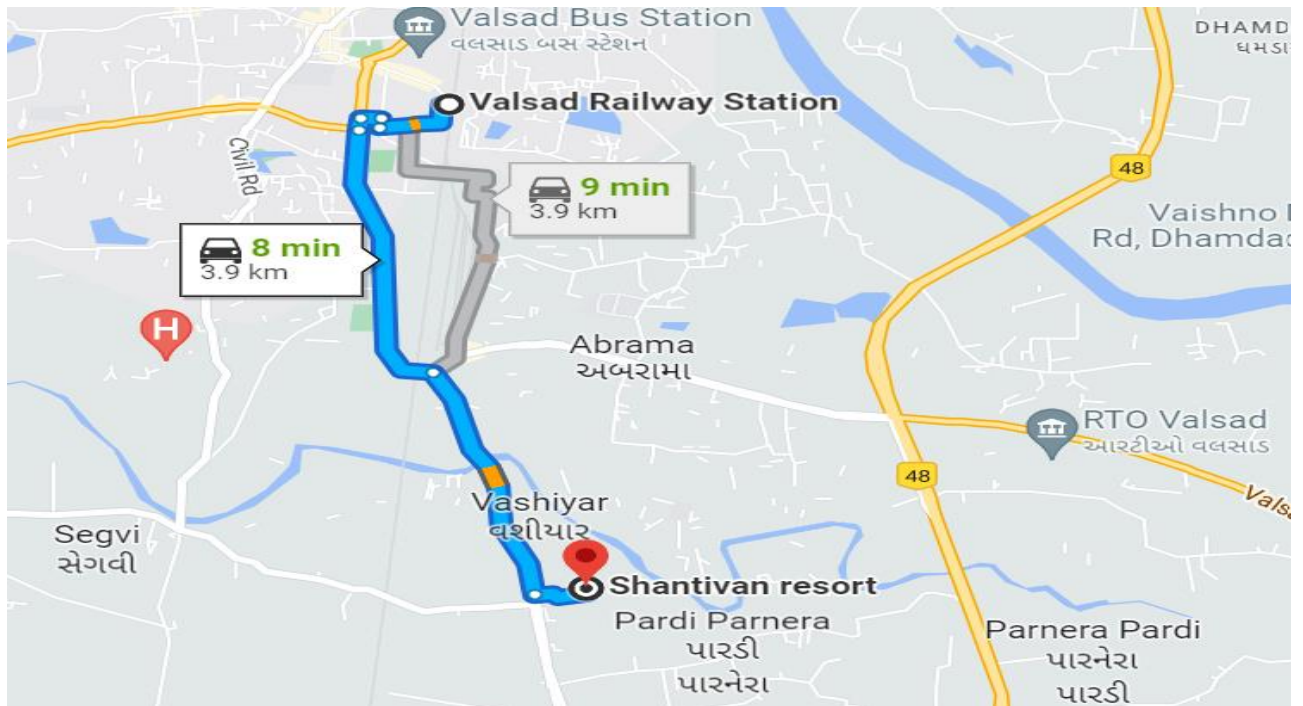 Valsad Bus Station
વલસાડ બસ સ્ટેશન
DHAMD
ધમડા
Valsad Railway Station
Civil Rd
48
9 min
3.9 km
Vaishno
Rd, Dhamdac
8 min
3.9 km
H
Abrama
અબરામા
RTO Valsad
આરટીઓ વલસાડ
48
Valsa
Vashiyar
વશીયાર
Segvi
સેગવી
Shantivan resort
Pardi Parnera
પારડી
પારનેરા
Parnera Pardi
પારનેરા
પારડી